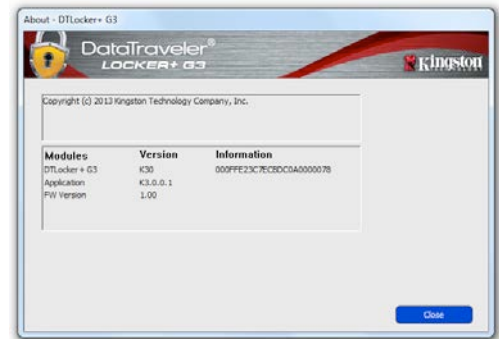 About - DTLocker+ G3
DataTraveler®
LOCKER+ G3
Kingston
TECHNOLOGY
Copyright (c) 2013 Kingston Technology Company, Inc.
Modules Version Information
DTLocker+ G3 K30 000FFE23C7ECBDC0A0000078
Application K3.0.0.1
FW Version 1.00
Close